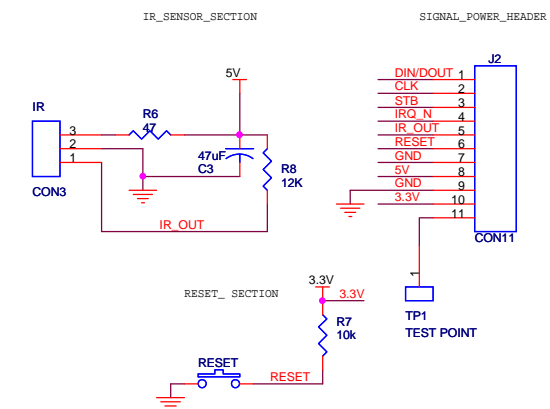 IR_SENSOR_SECTION
SIGNAL_POWER_HEADER
5V
IR
R6
47
3
2
1
CON3
47uF
C3
R8
12K
IR_OUT
J2
DIN/DOUT 1
CLK 2
STB 3
IRQ_N 4
IR_OUT 5
RESET 6
GND 7
5V 8
GND 9
3.3V 10
11
CON11
1
TP1
TEST POINT
RESET_ SECTION
3.3V
3.3V
R7
10k
RESET
RESET